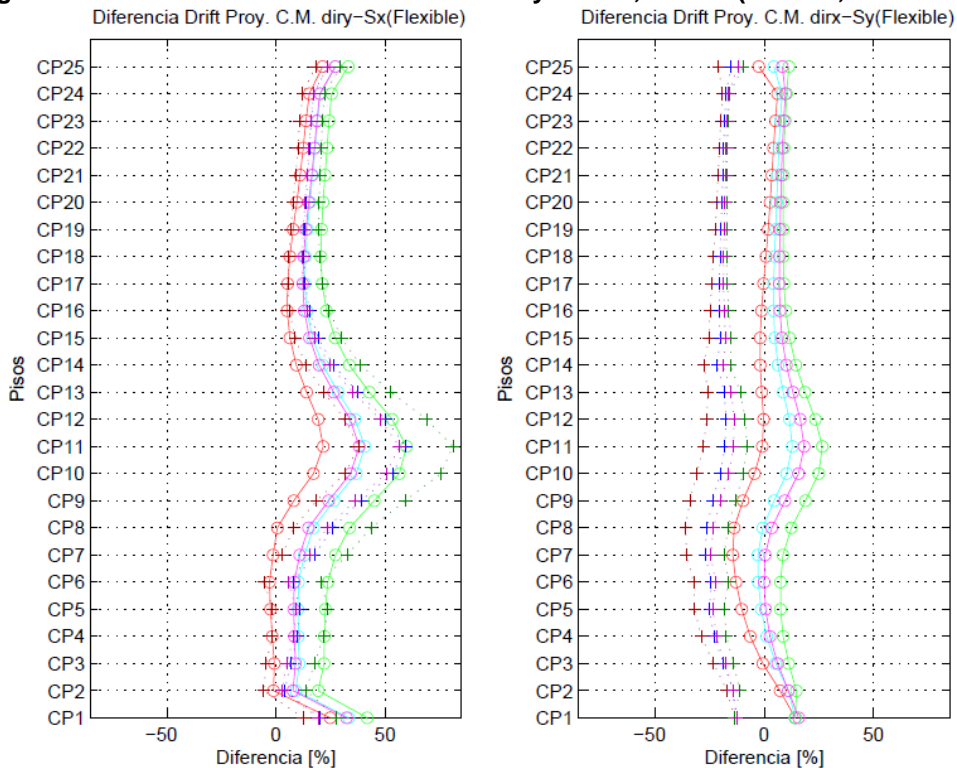 Diferencia Drift Proy. C.M. diry−Sx(Flexible)
CP25
CP24
CP23
CP22
CP21
CP20
CP19
CP18
CP17
CP16
CP15
CP14
CP13
CP12
CP11
CP10
CP9
CP8
CP7
CP6
CP5
CP4
CP3
CP2
CP1
Pisos
−50 0 50
Diferencia [%]
Diferencia Drift Proy. C.M. dirx−Sy(Flexible)
CP25
CP24
CP23
CP22
CP21
CP20
CP19
CP18
CP17
CP16
CP15
CP14
CP13
CP12
CP11
CP10
CP9
CP8
CP7
CP6
CP5
CP4
CP3
CP2
CP1
Pisos
−50 0 50
Diferencia [%]